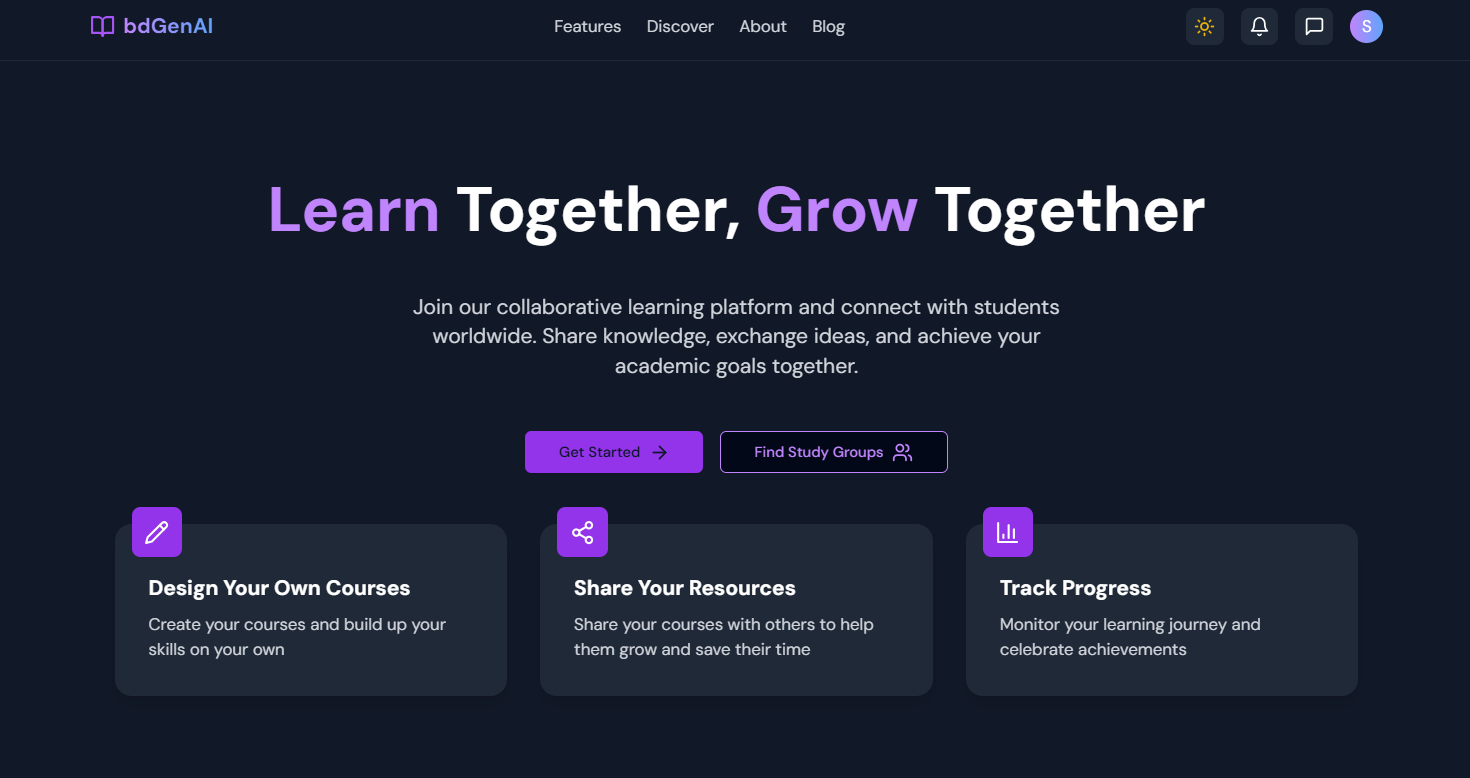 bdGenAI
Features Discover About Blog
S
Learn Together, Grow Together
Join our collaborative learning platform and connect with students
worldwide. Share knowledge, exchange ideas, and achieve your
academic goals together.
Get Started
Find Study Groups
Design Your Own Courses
Create your courses and build up your
skills on your own
Share Your Resources
Share your courses with others to help
them grow and save their time
Track Progress
Monitor your learning journey and
celebrate achievements